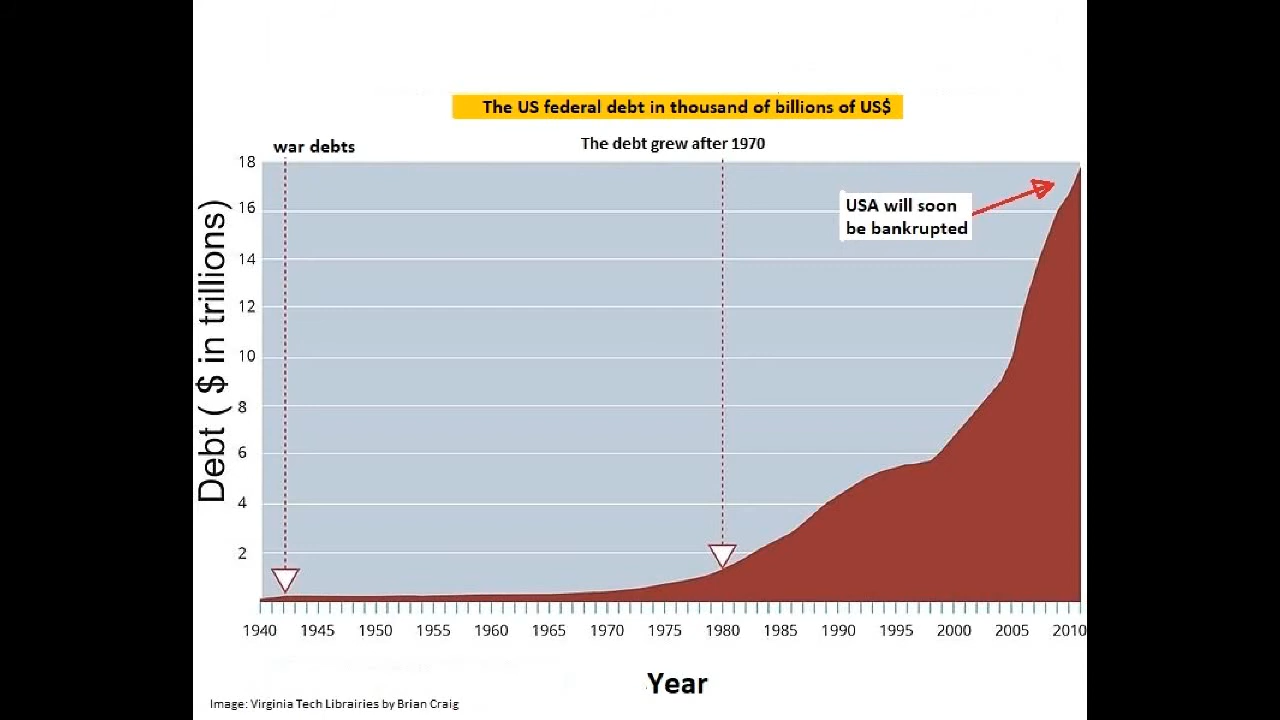 The US federal debt in thousand of billions of US$
war debts
The debt grew after 1970
18
16
14
12
10
8
6
4
2
Debt ( $ in trillions)
USA will soon
be bankrupted
1940 1945 1950 1955 1960 1965 1970 1975 1980 1985 1990 1995 2000 2005 2010
Year
Image: Virginia Tech Librairies by Brian Craig